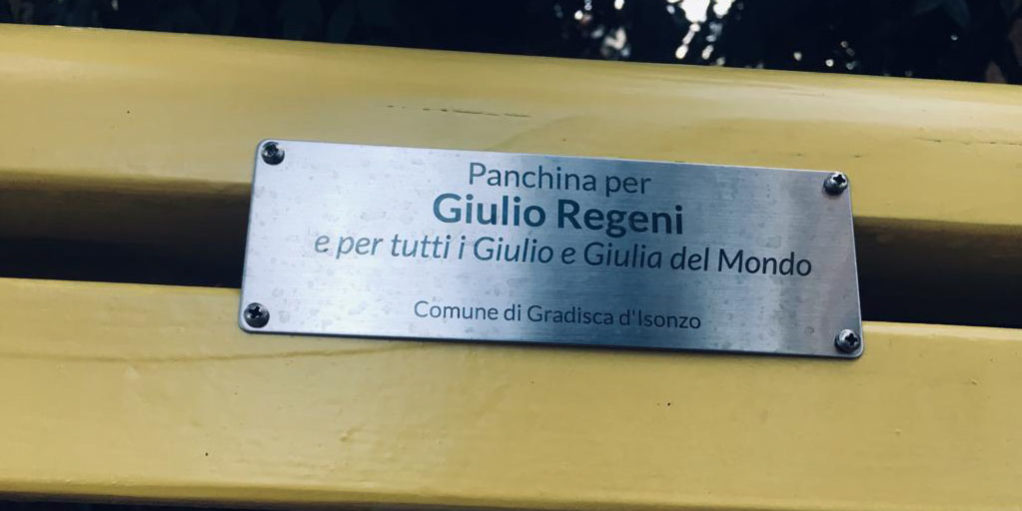 Panchina per
Giulio Regeni
e per tutti i Giulio e Giulia del Mondo
Comune di Gradisca d'Isonzo